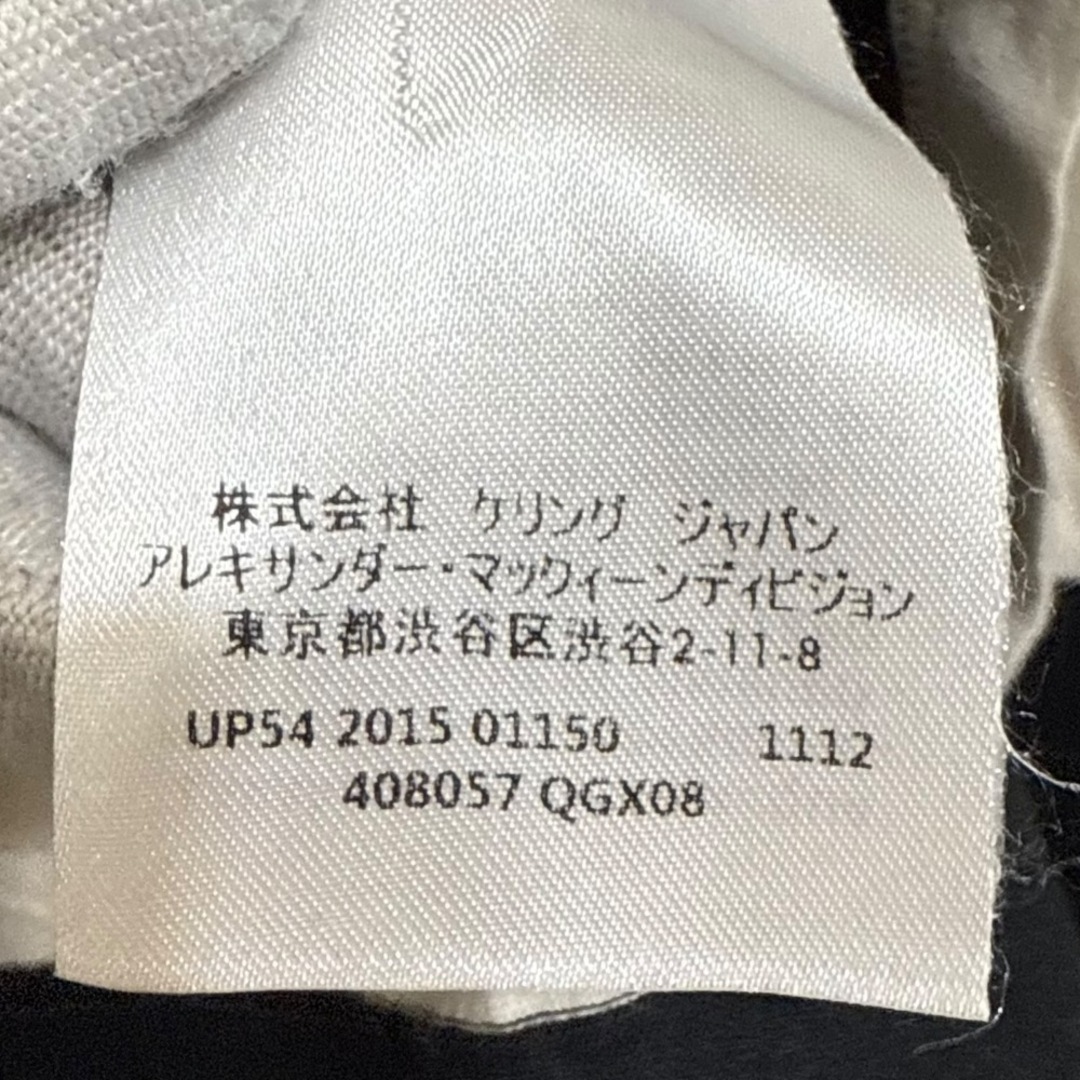 株式会社 ケリング ジャパン
アレキサンダー・マックィーンディビジョン
東京都渋谷区渋谷2-11-8
UP54 2015 01150 1112
408057 QGX08